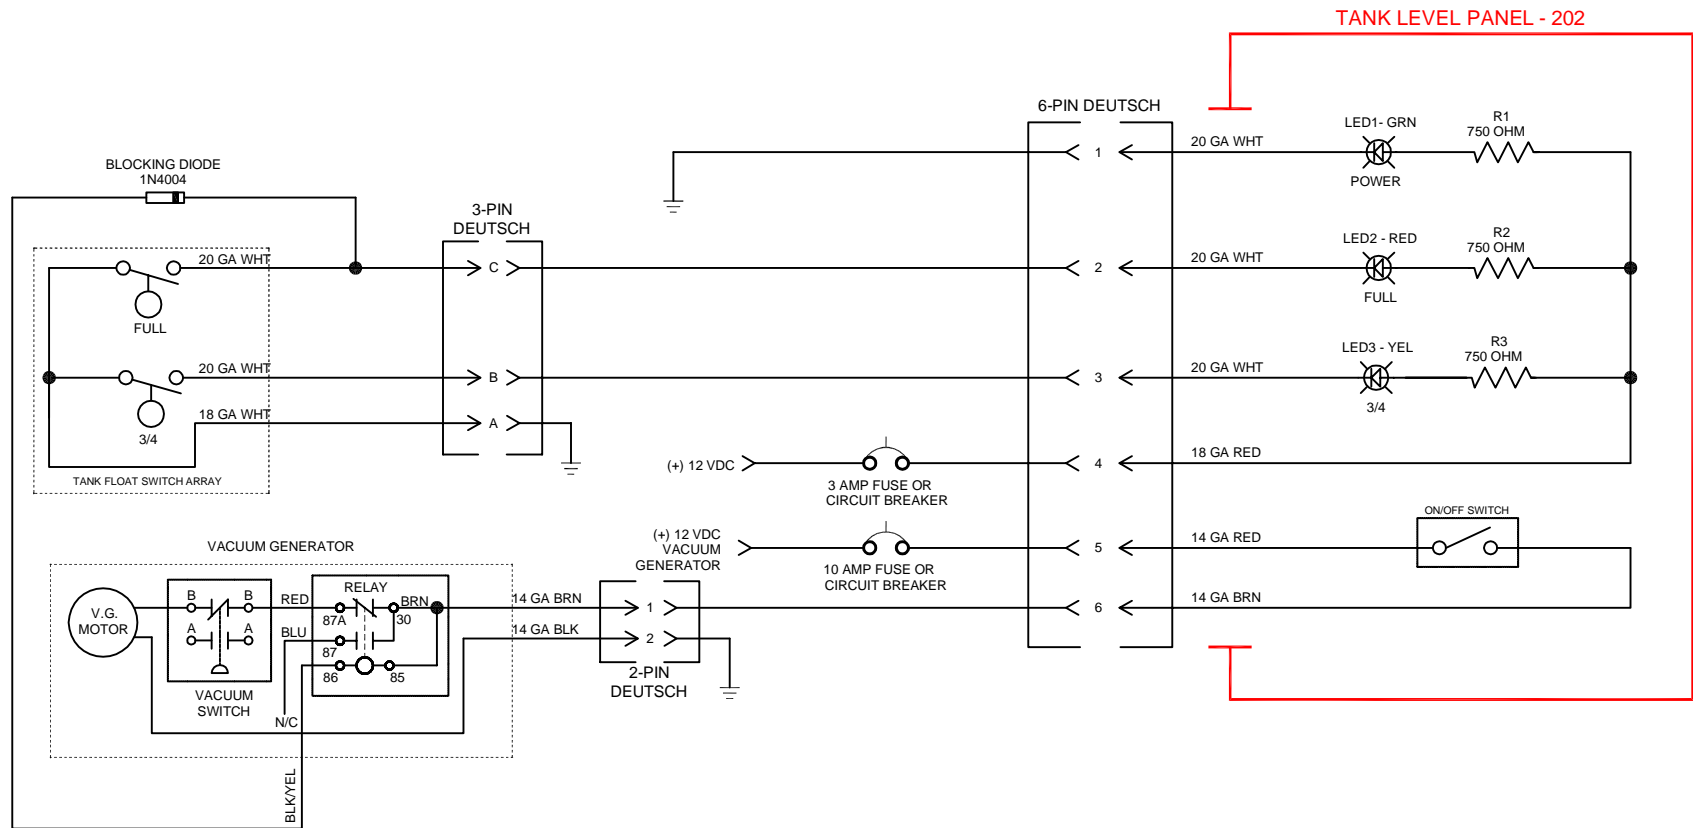 TANK LEVEL PANEL - 202
6-PIN DEUTSCH
LED1- GRN
R1
750 OHM
20 GA WHT
1
POWER
BLOCKING DIODE
1N4004
3-PIN
DEUTSCH
LED2 - RED
R2
750 OHM
20 GA WHT
C
2
20 GA WHT
FULL
FULL
LED3 - YEL
R3
750 OHM
20 GA WHT
B
3
20 GA WHT
3/4
18 GA WHT
A
3/4
TANK FLOAT SWITCH ARRAY
(+) 12 VDC
4
18 GA RED
3 AMP FUSE OR
CIRCUIT BREAKER
ON/OFF SWITCH
(+) 12 VDC
VACUUM
GENERATOR
5
14 GA RED
10 AMP FUSE OR
CIRCUIT BREAKER
VACUUM GENERATOR
RELAY
B
B
RED
BRN
14 GA BRN
1
6
14 GA BRN
V.G.
MOTOR
87A
30
A
A
BLU
14 GA BLK
2
87
86
85
2-PIN
DEUTSCH
VACUUM
SWITCH
N/C
BLK/YEL